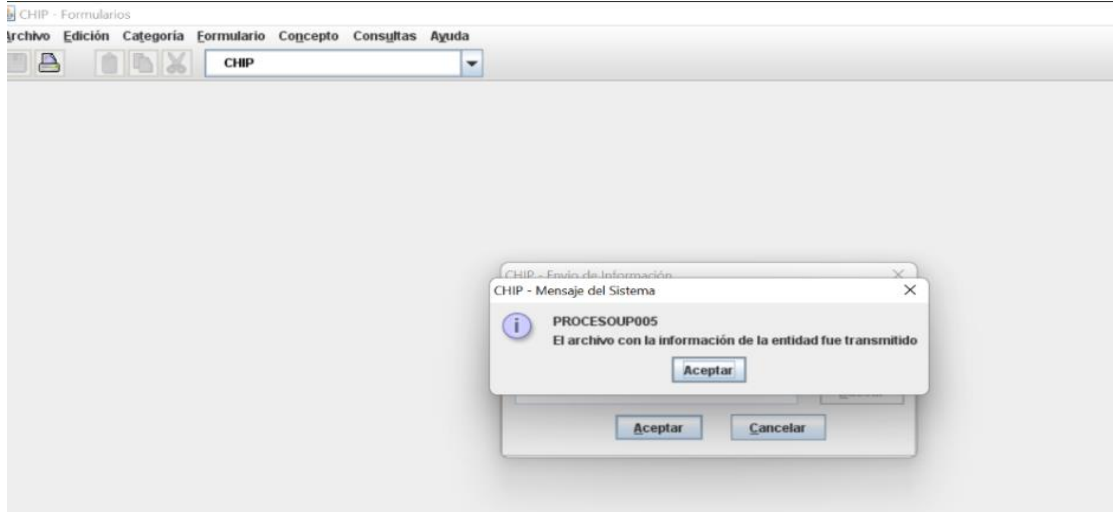 CHIP - Formularios
Archivo Edición Categoría Formulario Concepto Consultas Ayuda
CHIP
CHIP - Envio de Información
CHIP - Mensaje del Sistema
PROCESOUP005
El archivo con la información de la entidad fue transmitido
Aceptar
Aceptar Cancelar